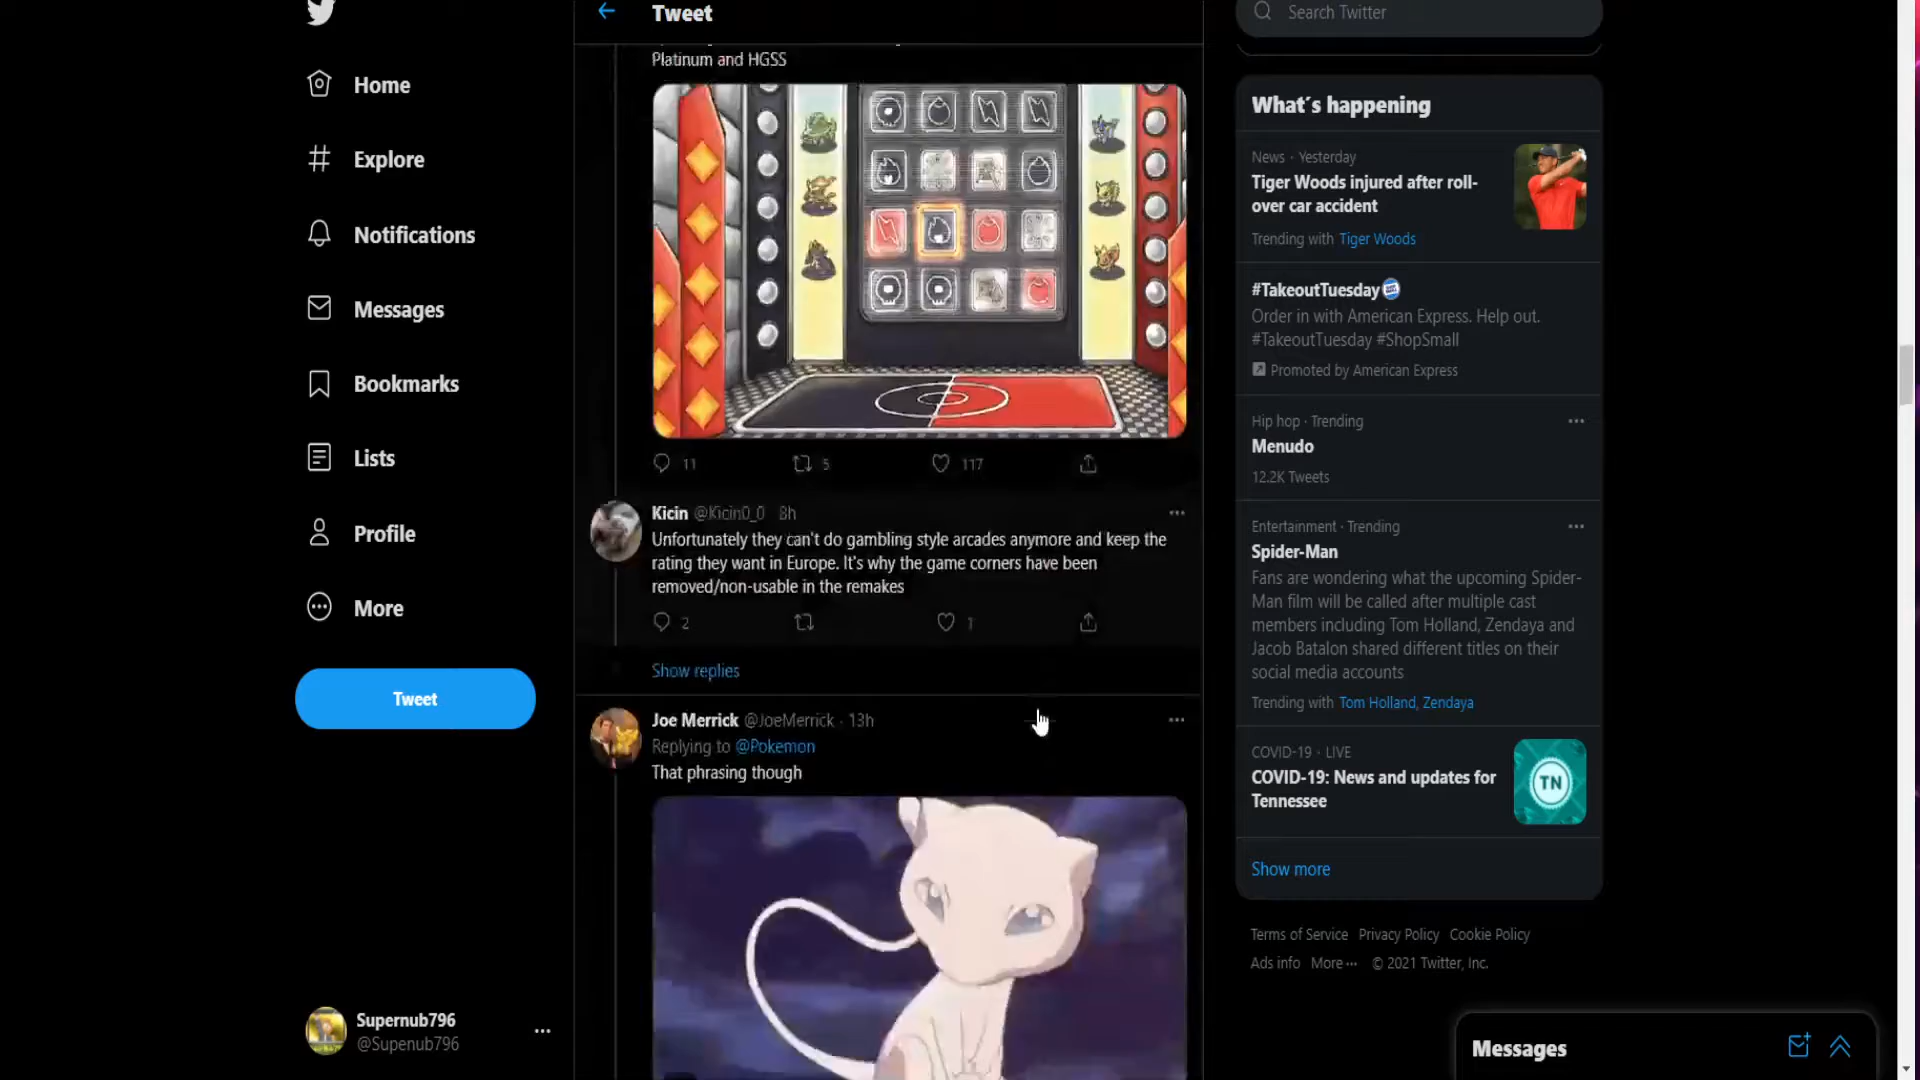 Home
Explore
Notifications
Messages
Bookmarks
Lists
Profile
More
Tweet
Supernub796
@Supenub796
Tweet
Platinum and HGSS
11
5
117
Kicin @Kicin0_0 8h
Unfortunately they can't do gambling style arcades anymore and keep the
rating they want in Europe. It's why the game corners have been
removed/non-usable in the remakes
2
1
Show replies
Joe Merrick @JoeMerrick · 13h
Replying to @Pokemon
That phrasing though
Search Twitter
What's happening
News · Yesterday
Tiger Woods injured after roll-
over car accident
Trending with Tiger Woods
#TakeoutTuesday
Order in with American Express. Help out.
#TakeoutTuesday #ShopSmall
Promoted by American Express
Hip hop · Trending
Menudo
12.2K Tweets
Entertainment · Trending
Spider-Man
Fans are wondering what the upcoming Spider-
Man film will be called after multiple cast
members including Tom Holland, Zendaya and
Jacob Batalon shared different titles on their
social media accounts
Trending with Tom Holland, Zendaya
COVID-19 · LIVE
COVID-19: News and updates for
Tennessee
TN
Show more
Terms of Service Privacy Policy Cookie Policy
Ads info More ··· © 2021 Twitter, Inc.
Messages